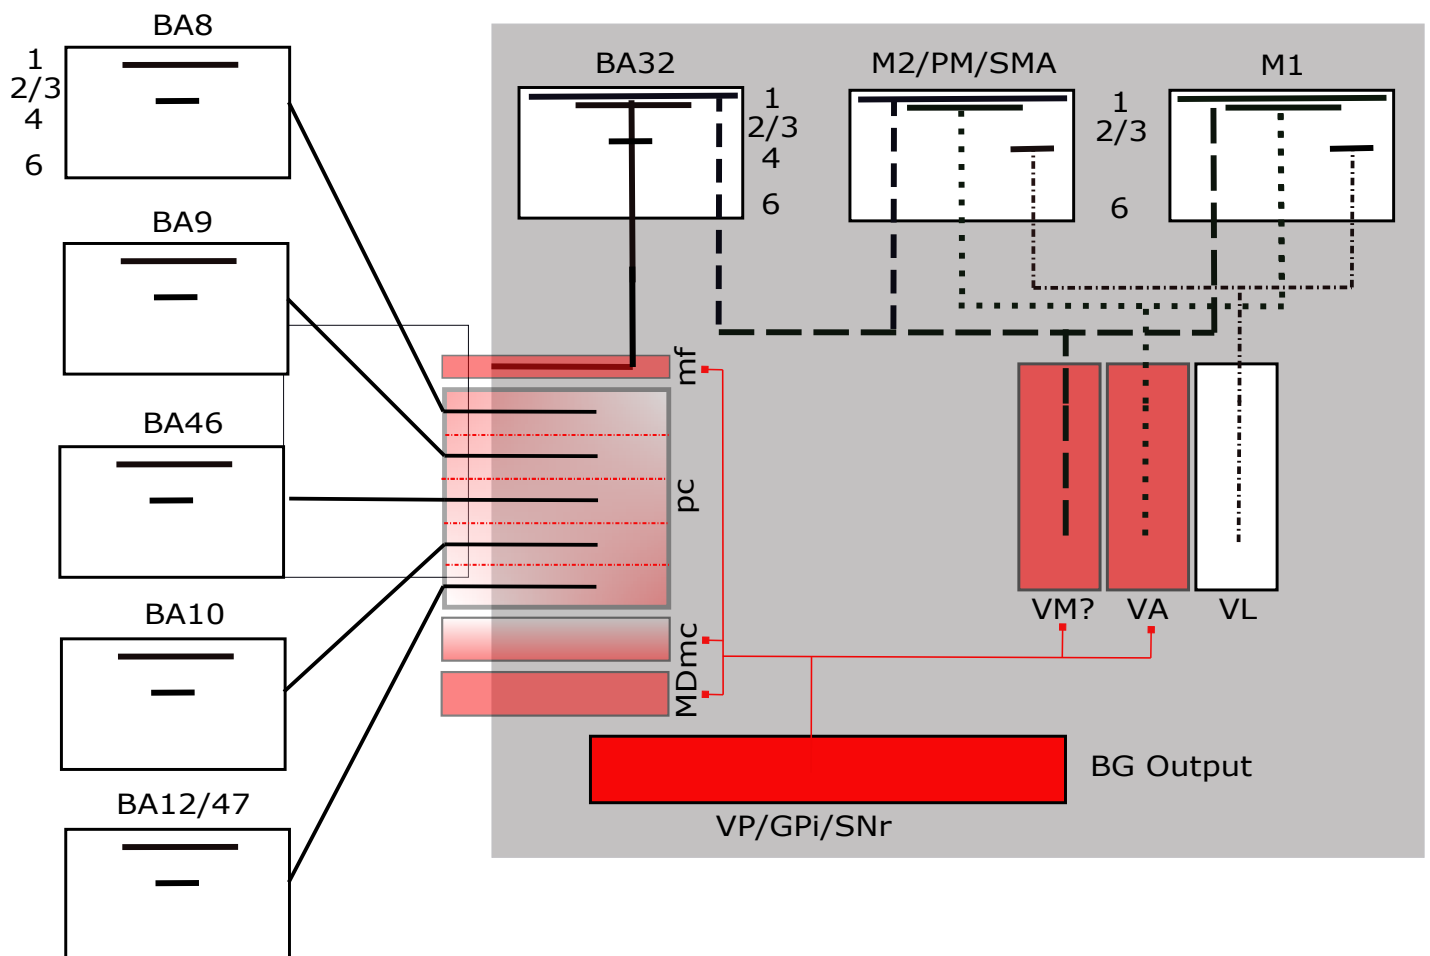 BA8
1
2/3
4
6
BA9
BA46
BA10
BA12/47
BA32
1
2/3
4
6
M2/PM/SMA
1
2/3
6
M1
mf
pc
MDmc
VM?
VA
VL
BG Output
VP/GPi/SNr